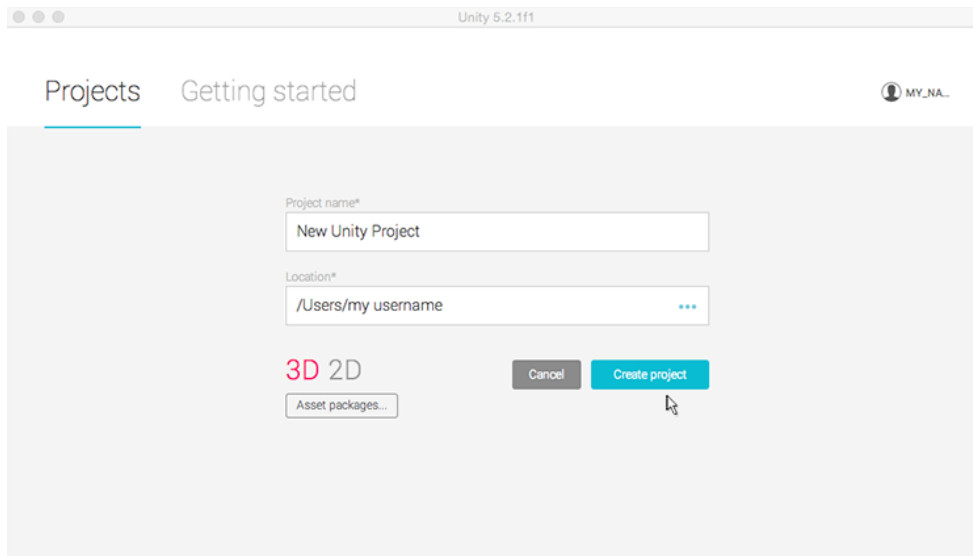 Unity 5.2.1f1
Projects Getting started MY_NA...
Project name*
New Unity Project
Location*
/Users/my username
3D 2D Cancel Create project
Asset packages...